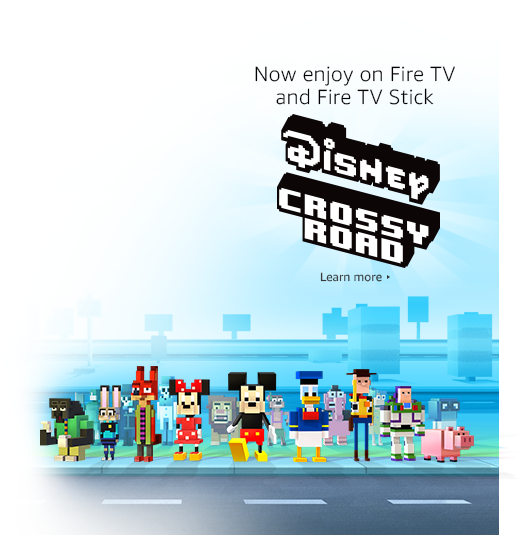 Now enjoy on Fire TV
and Fire TV Stick
Disney
CROSSY
ROAD
Learn more ▸